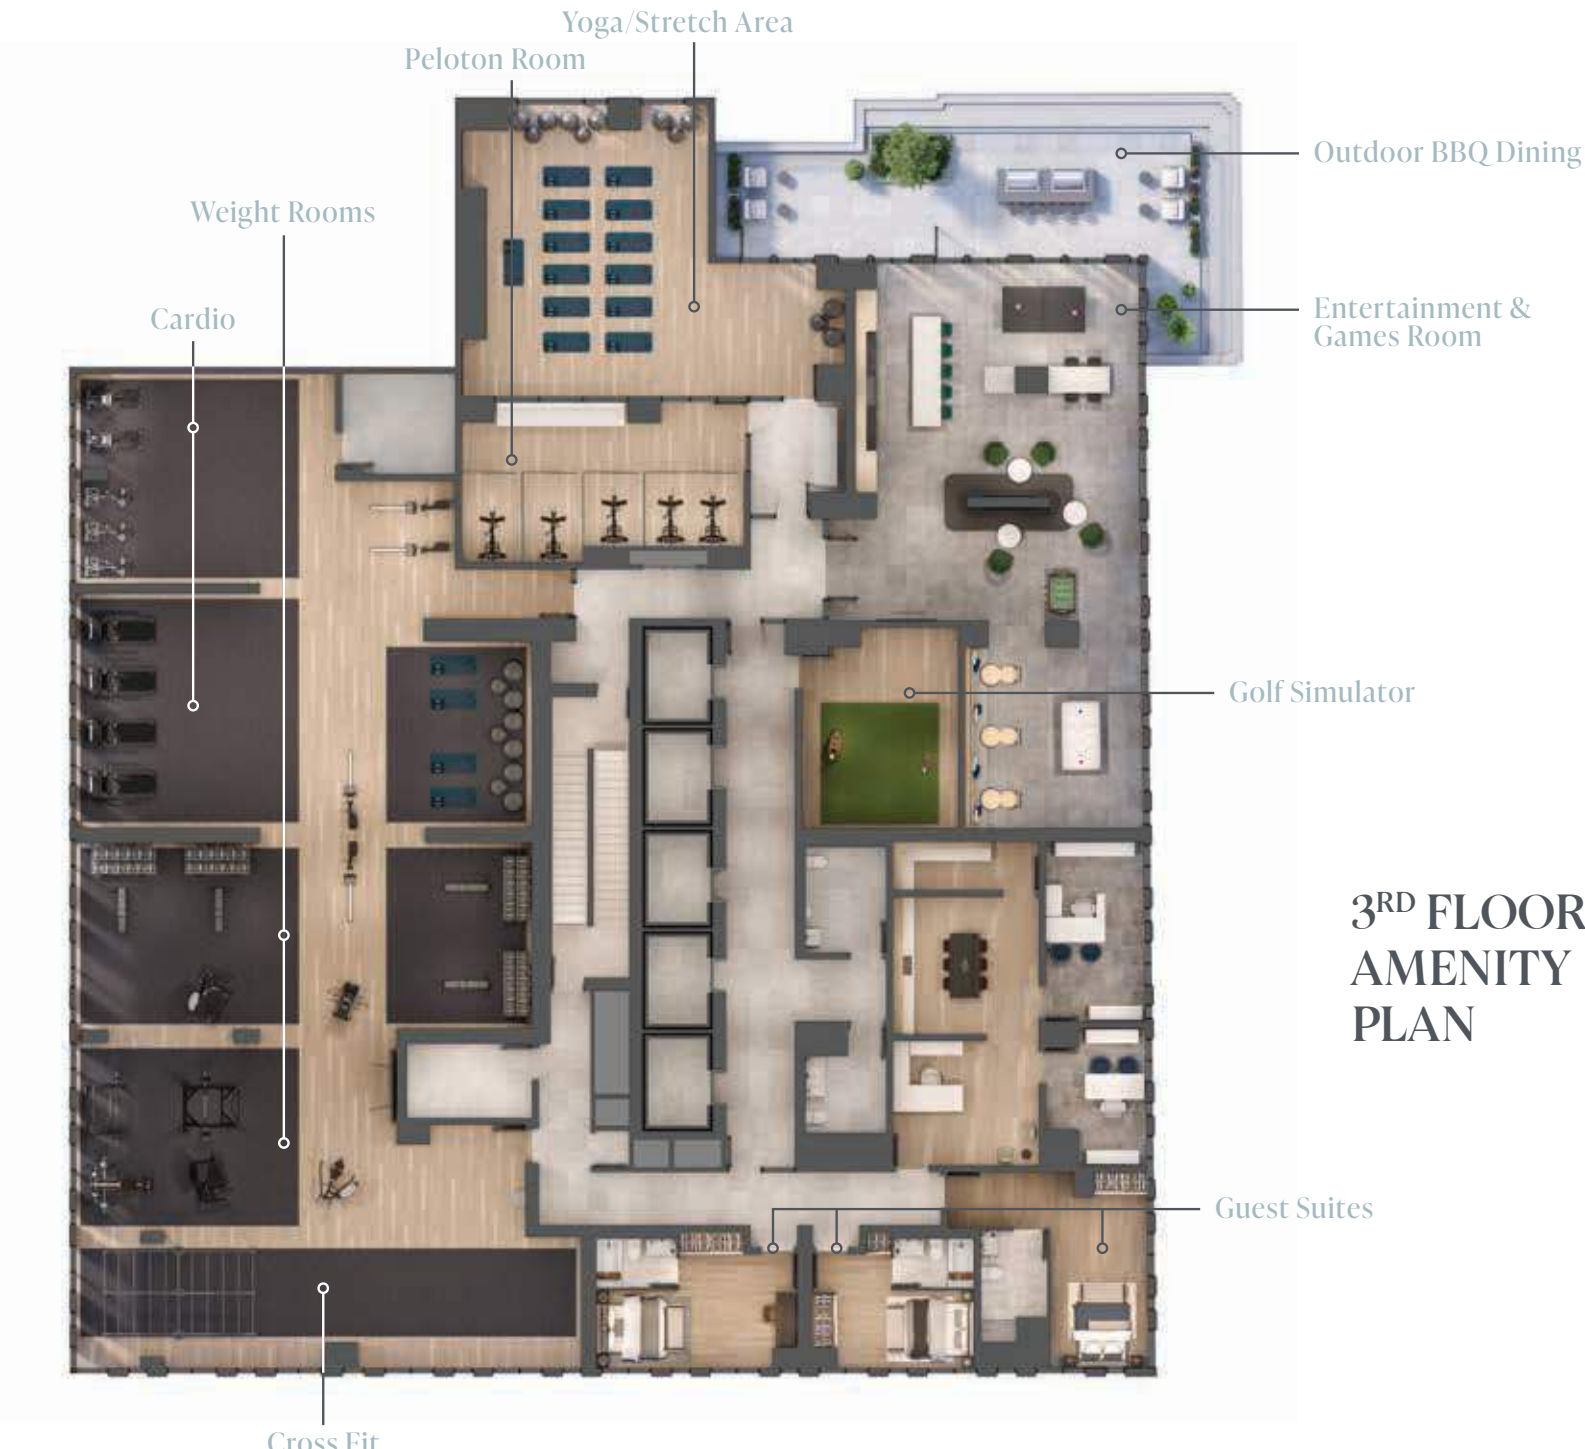 Yoga/Stretch Area
Peloton Room
Outdoor BBQ Dining
Weight Rooms
Entertainment &
Games Room
Cardio
Golf Simulator
3RD FLOOR
AMENITY
PLAN
Guest Suites
Cross Fit